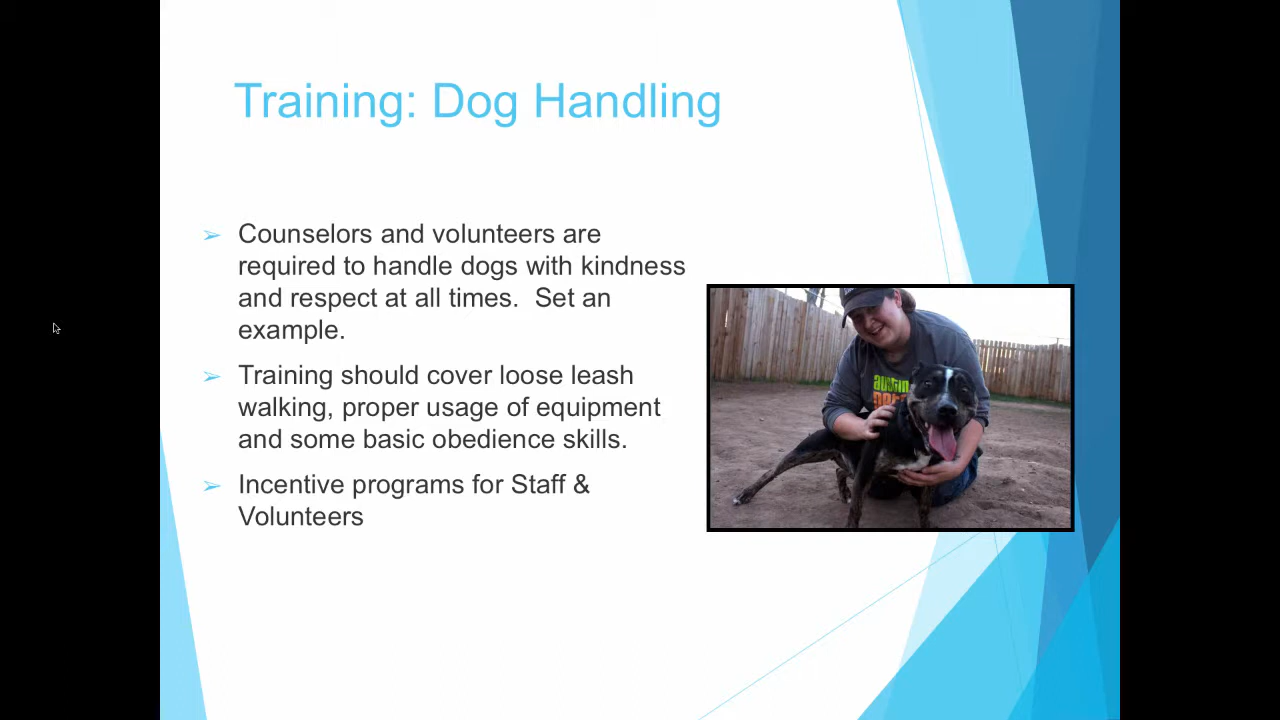 Training: Dog Handling
➢ Counselors and volunteers are
required to handle dogs with kindness
and respect at all times.  Set an
example.
➢ Training should cover loose leash
walking, proper usage of equipment
and some basic obedience skills.
➢ Incentive programs for Staff &
Volunteers
austin